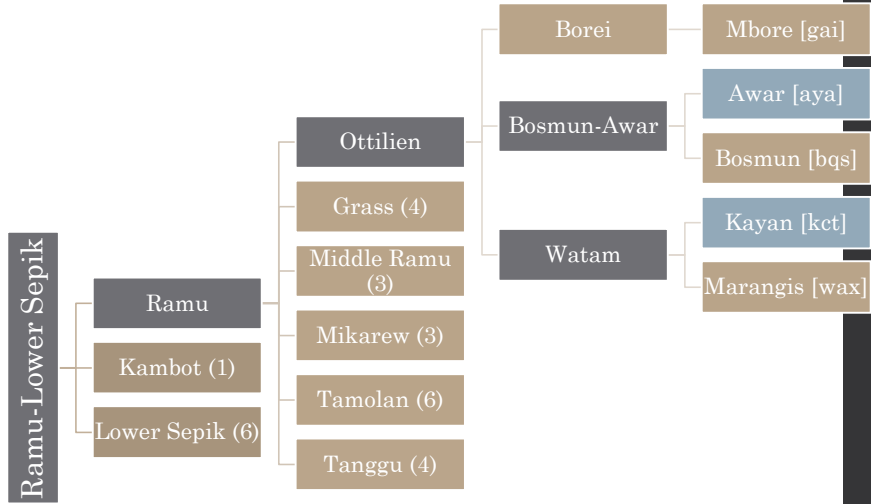 Ramu-Lower Sepik
Ramu
Kambot (1)
Lower Sepik (6)
Ottilien
Grass (4)
Middle Ramu
(3)
Mikarew (3)
Tamolan (6)
Tanggu (4)
Borei
Bosmun-Awar
Watam
Mbore [gai]
Awar [aya]
Bosmun [bqs]
Kayan [kct]
Marangis [wax]